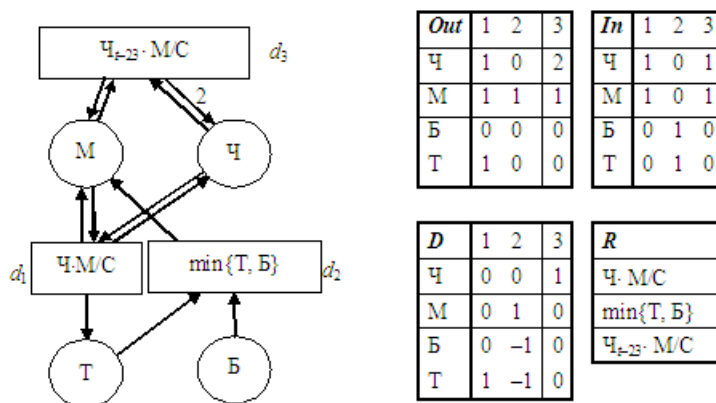 Чt–23· М/С d3
2
М Ч
d1 Ч·М/С min{Т, Б} d2
Т Б
Out 1 2 3
Ч 1 0 2
М 1 1 1
Б 0 0 0
Т 1 0 0
In 1 2 3
Ч 1 0 1
М 1 0 1
Б 0 1 0
Т 0 1 0
D 1 2 3
Ч 0 0 1
М 0 1 0
Б 0 –1 0
Т 1 –1 0
R
Ч· М/С
min{Т, Б}
Чt–23· М/С